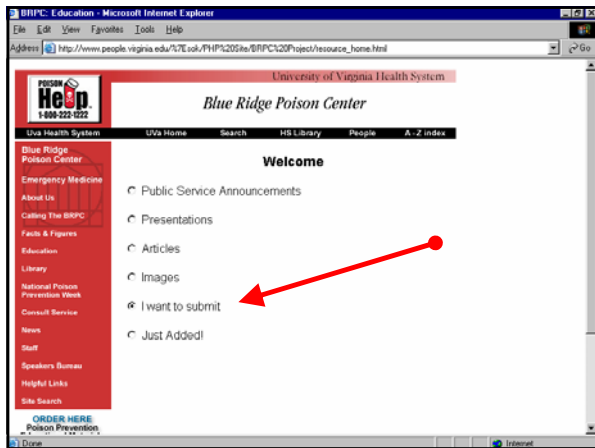 BRPC: Education - Microsoft Internet Explorer
File Edit View Favorites Tools Help
Address http://www.people.virginia.edu/%7Esok/PHP%20Site/BRPC%20Project/resource_home.html Go
University of Virginia Health System
POISON
Help
1-800-222-1222
Blue Ridge Poison Center
Uva Health System UVa Home Search HS Library People A-Z index
Blue Ridge
Poison Center
Emergency Medicine
About Us
Calling The BRPC
Facts & Figures
Education
Library
National Poison
Prevention Week
Consult Service
News
Staff
Speakers Bureau
Helpful Links
Site Search
ORDER HERE
Poison Prevention
Welcome
Public Service Announcements
Presentations
Articles
Images
I want to submit
Just Added!
Done Internet